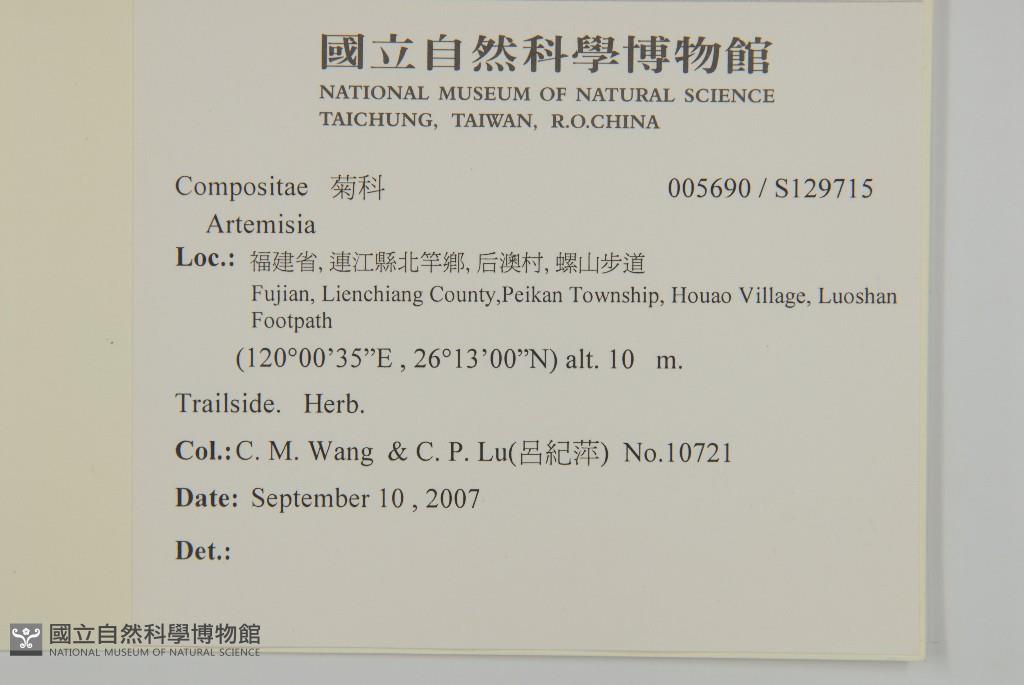 國立自然科學博物館
NATIONAL MUSEUM OF NATURAL SCIENCE
TAICHUNG, TAIWAN, R.O.CHINA
Compositae 菊科 005690 / S129715
Artemisia
Loc.: 福建省, 連江縣北竿鄉, 后澳村, 螺山步道
Fujian, Lienchiang County,Peikan Township, Houao Village, Luoshan
Footpath
(120°00’35”E , 26°13’00”N) alt. 10 m.
Trailside. Herb.
Col.: C. M. Wang & C. P. Lu(呂紀萍) No.10721
Date: September 10 , 2007
Det.:
國立自然科學博物館
NATIONAL MUSEUM OF NATURAL SCIENCE